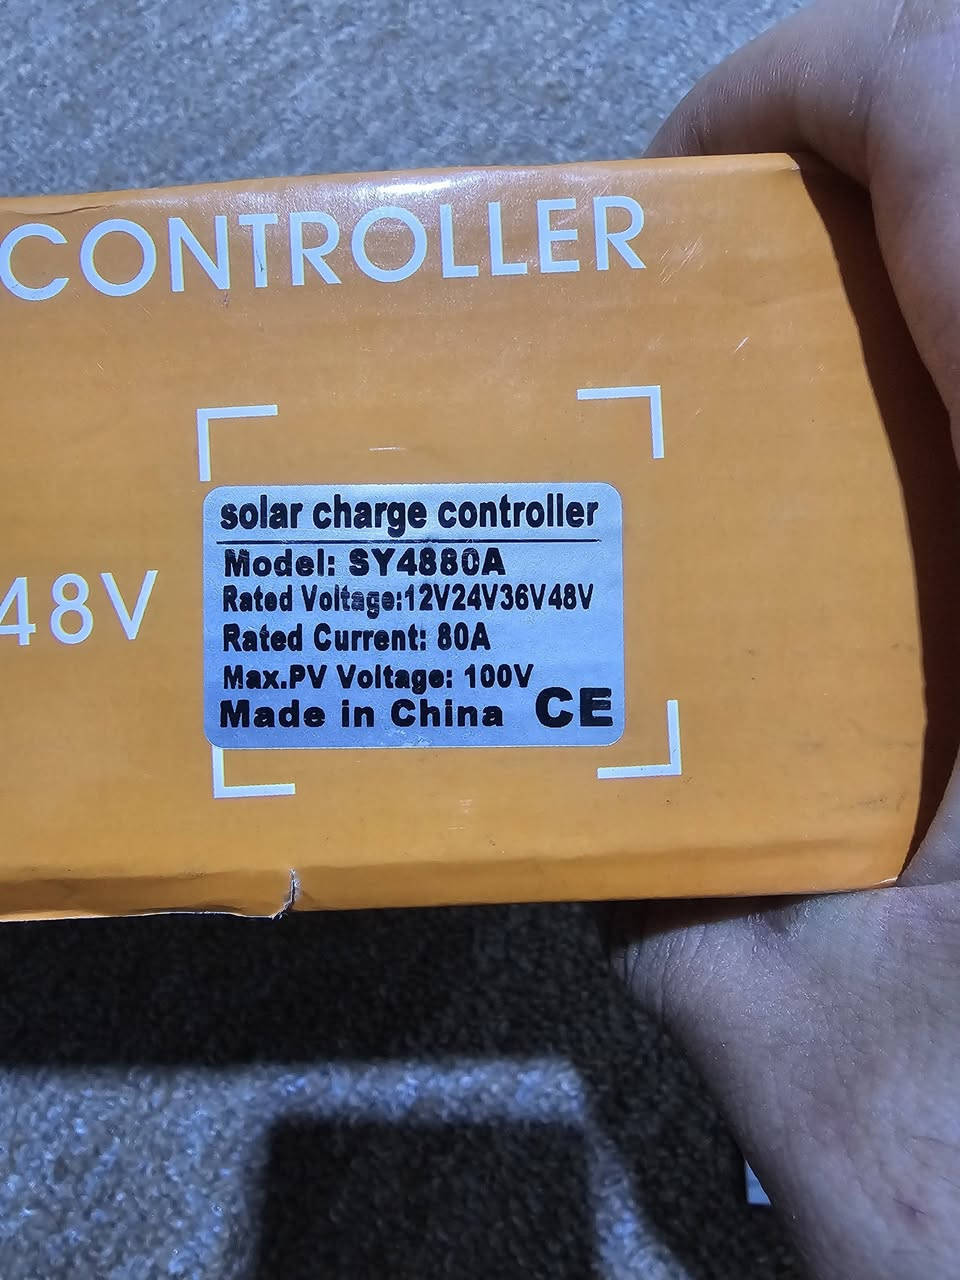 CONTROLLER
48V
solar charge controller
Model: SY4880A
Rated Voltage:12V24V36V48V
Rated Current: 80A
Max.PV Voltage: 100V
Made in China CE